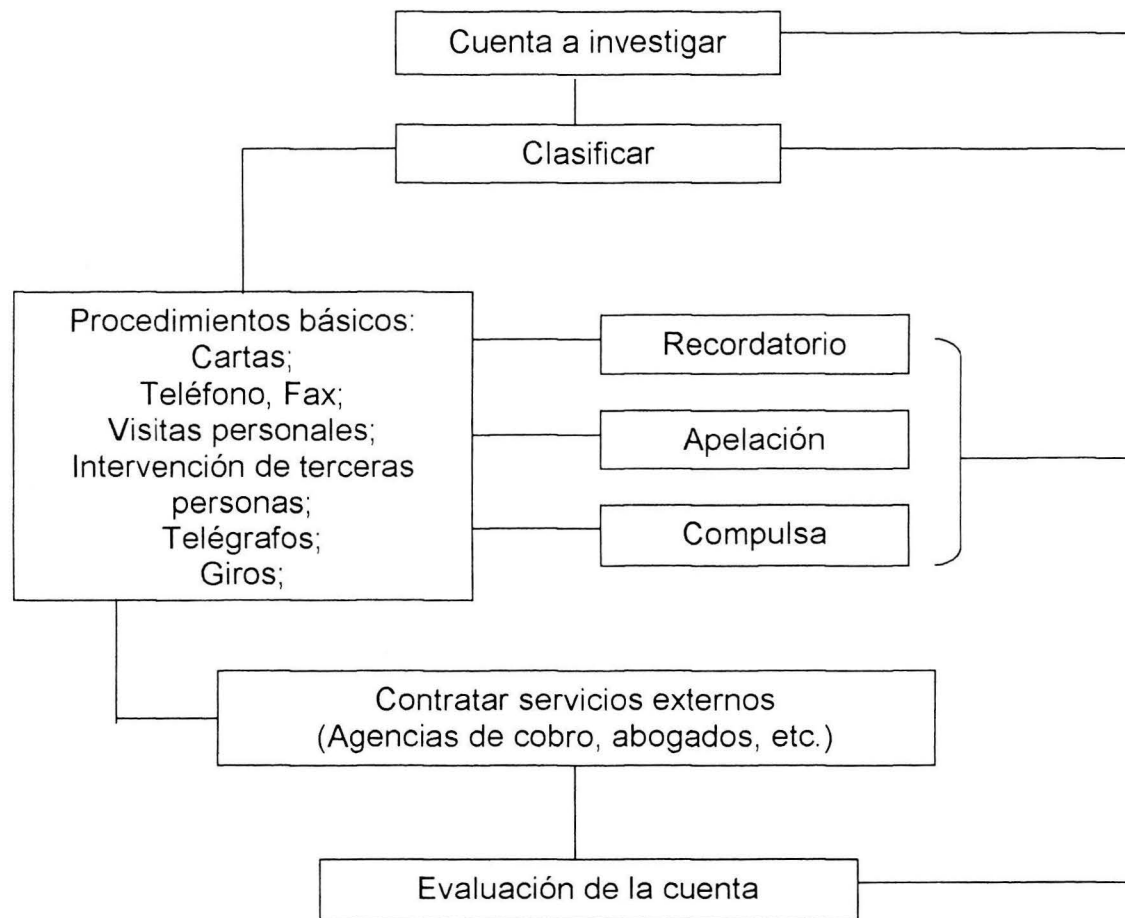 Cuenta a investigar
Clasificar
Procedimientos básicos:
Cartas;
Teléfono, Fax;
Visitas personales;
Intervención de terceras
personas;
Telégrafos;
Giros;
Recordatorio
Apelación
Compulsa
Contratar servicios externos
(Agencias de cobro, abogados, etc.)
Evaluación de la cuenta